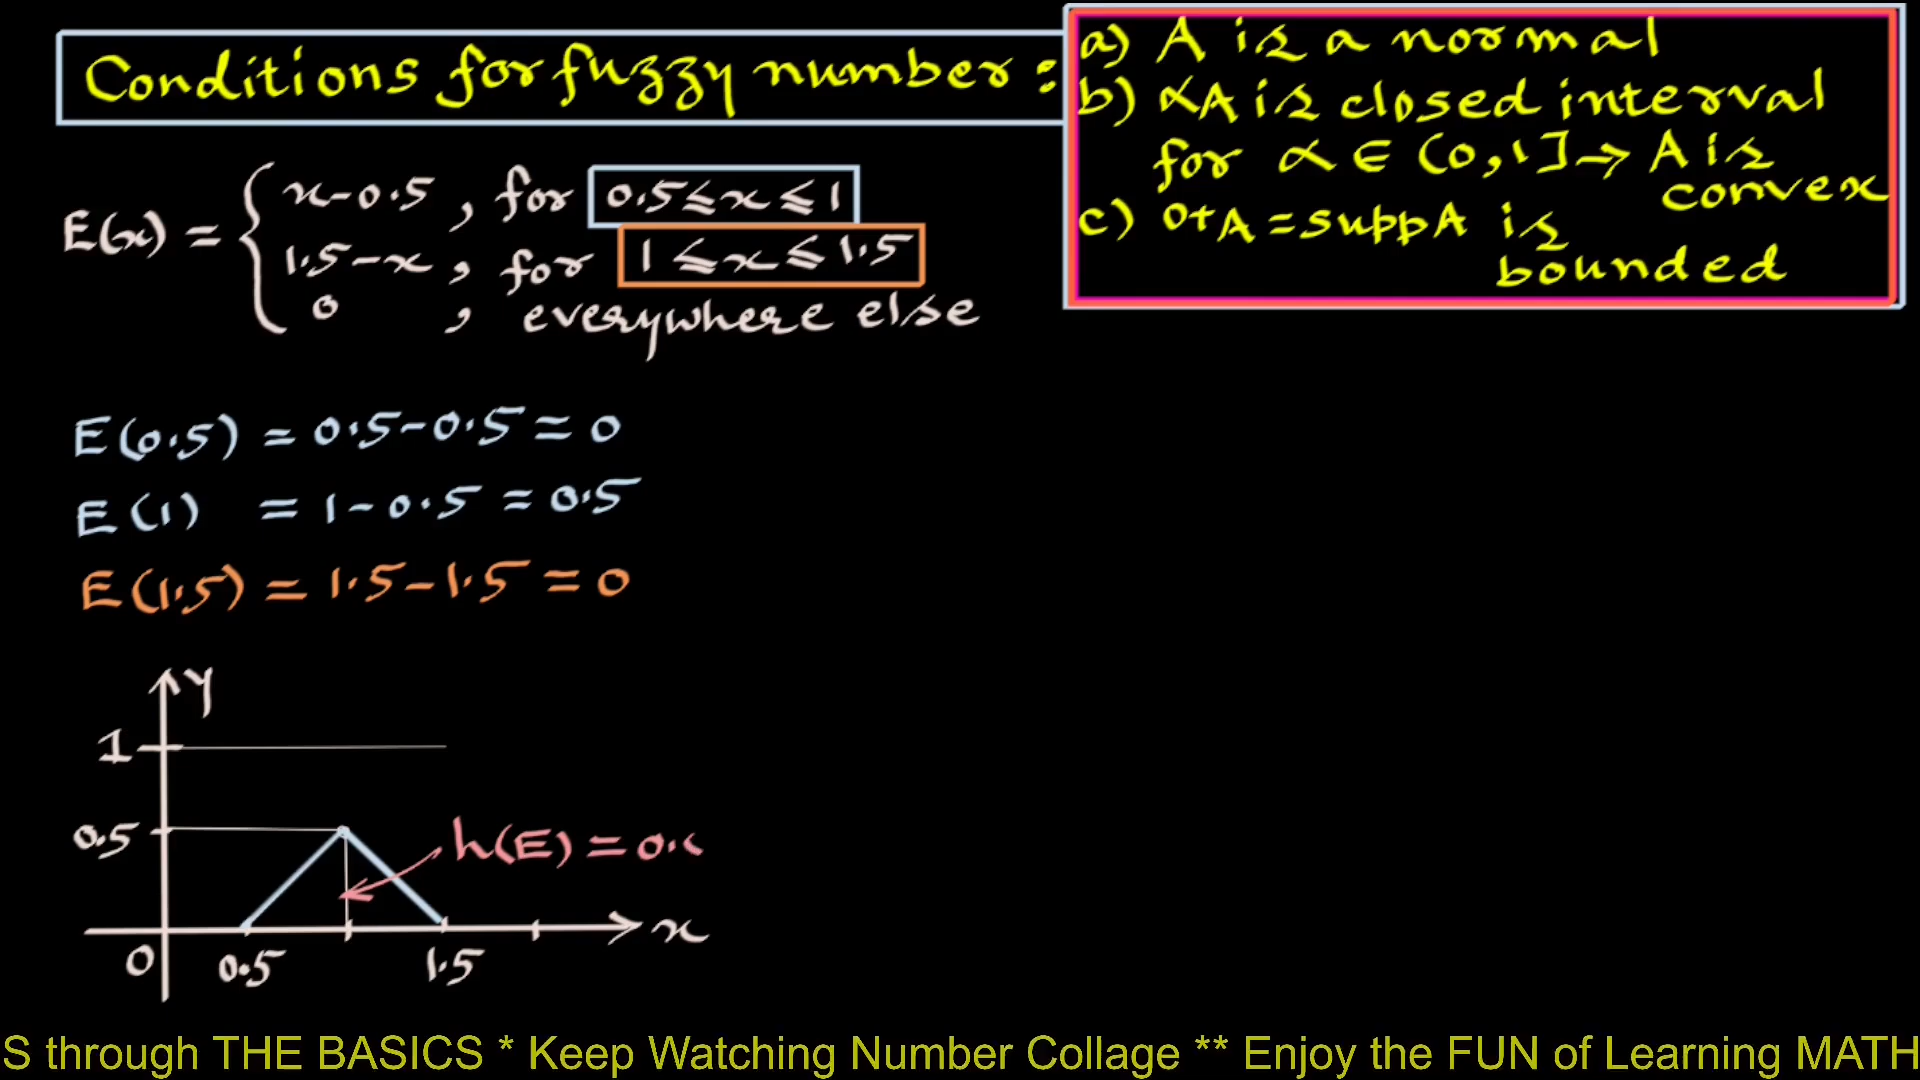 Conditions for fuzzy number :
a) A is a normal
b) αA is closed interval
for α ∈ (0,1] → A is
convex
c) 0+A = supp A is
bounded
E(x) = { x-0.5 , for 0.5 ≤ x ≤ 1
1.5-x , for 1 ≤ x ≤ 1.5
0 , everywhere else
E(0.5) = 0.5-0.5 = 0
E(1) = 1-0.5 = 0.5
E(1.5) = 1.5-1.5 = 0
y
1
0.5
h(E) = 0.
x
0 0.5 1.5
S through THE BASICS * Keep Watching Number Collage ** Enjoy the FUN of Learning MATH